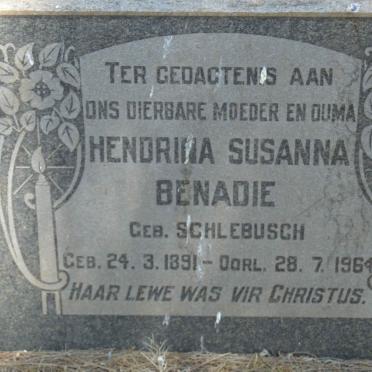 TER GEDAGTENIS AAN
ONS DIERBARE MOEDER EN OUMA
HENDRINA SUSANNA
BENADIE
GEB. SCHLEBUSCH
GEB. 24. 3. 1891 - OORL. 28. 7. 1964
HAAR LEWE WAS VIR CHRISTUS.